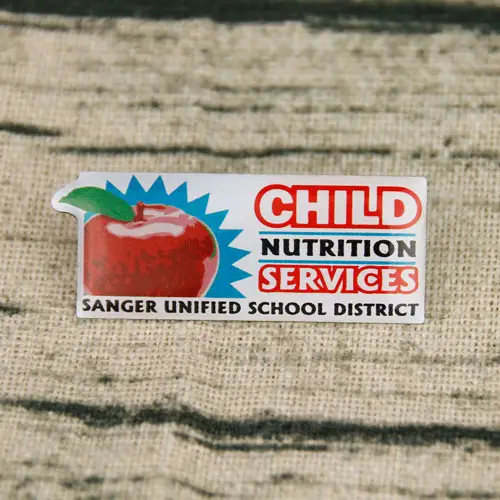 CHILD
NUTRITION
SERVICES
SANGER UNIFIED SCHOOL DISTRICT